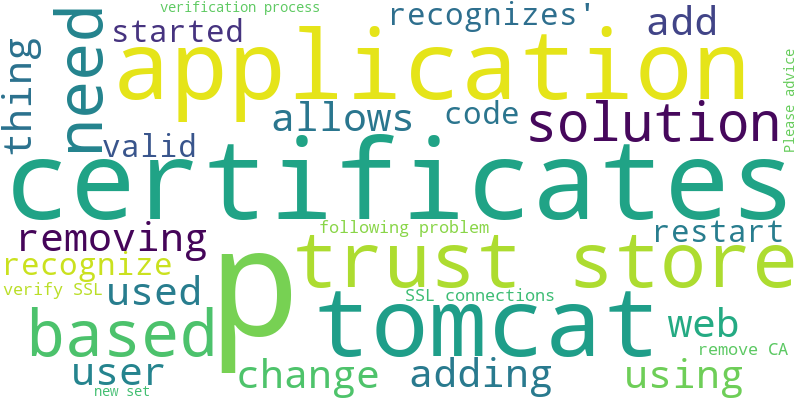 verification process
recognizes'
add
started
thing
need
application
Please advice
allows
code
solution
valid
certificates
removing
p
following problem
restart
trust store
recognize
verify SSL
used
SSL connections
tomcat
based
web
remove CA
user
change
adding
using
new set